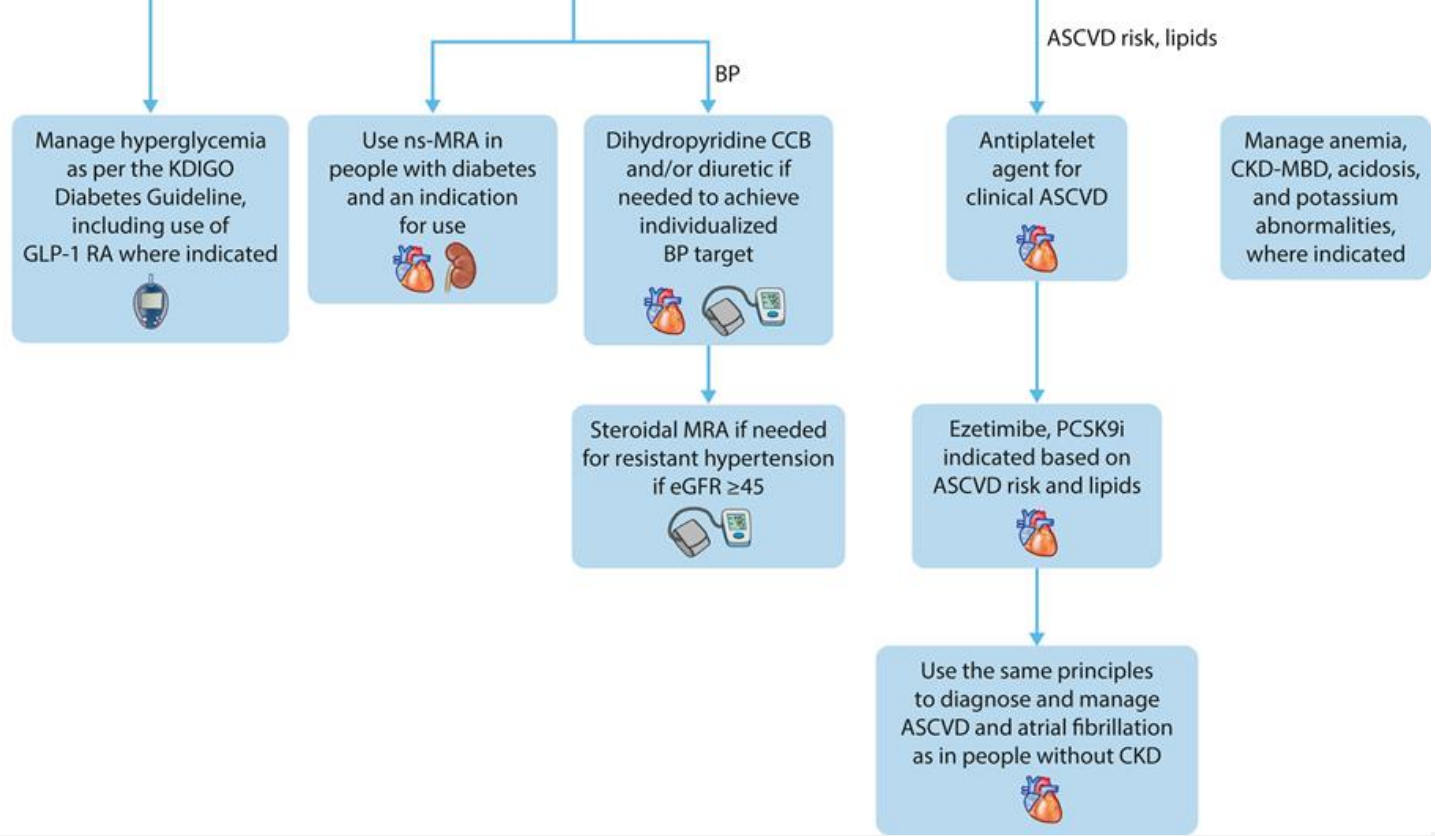 ASCVD risk, lipids
BP
Manage hyperglycemia
as per the KDIGO
Diabetes Guideline,
including use of
GLP-1 RA where indicated
Use ns-MRA in
people with diabetes
and an indication
for use
Dihydropyridine CCB
and/or diuretic if
needed to achieve
individualized
BP target
Antiplatelet
agent for
clinical ASCVD
Manage anemia,
CKD-MBD, acidosis,
and potassium
abnormalities,
where indicated
Steroidal MRA if needed
for resistant hypertension
if eGFR ≥45
Ezetimibe, PCSK9i
indicated based on
ASCVD risk and lipids
Use the same principles
to diagnose and manage
ASCVD and atrial fibrillation
as in people without CKD